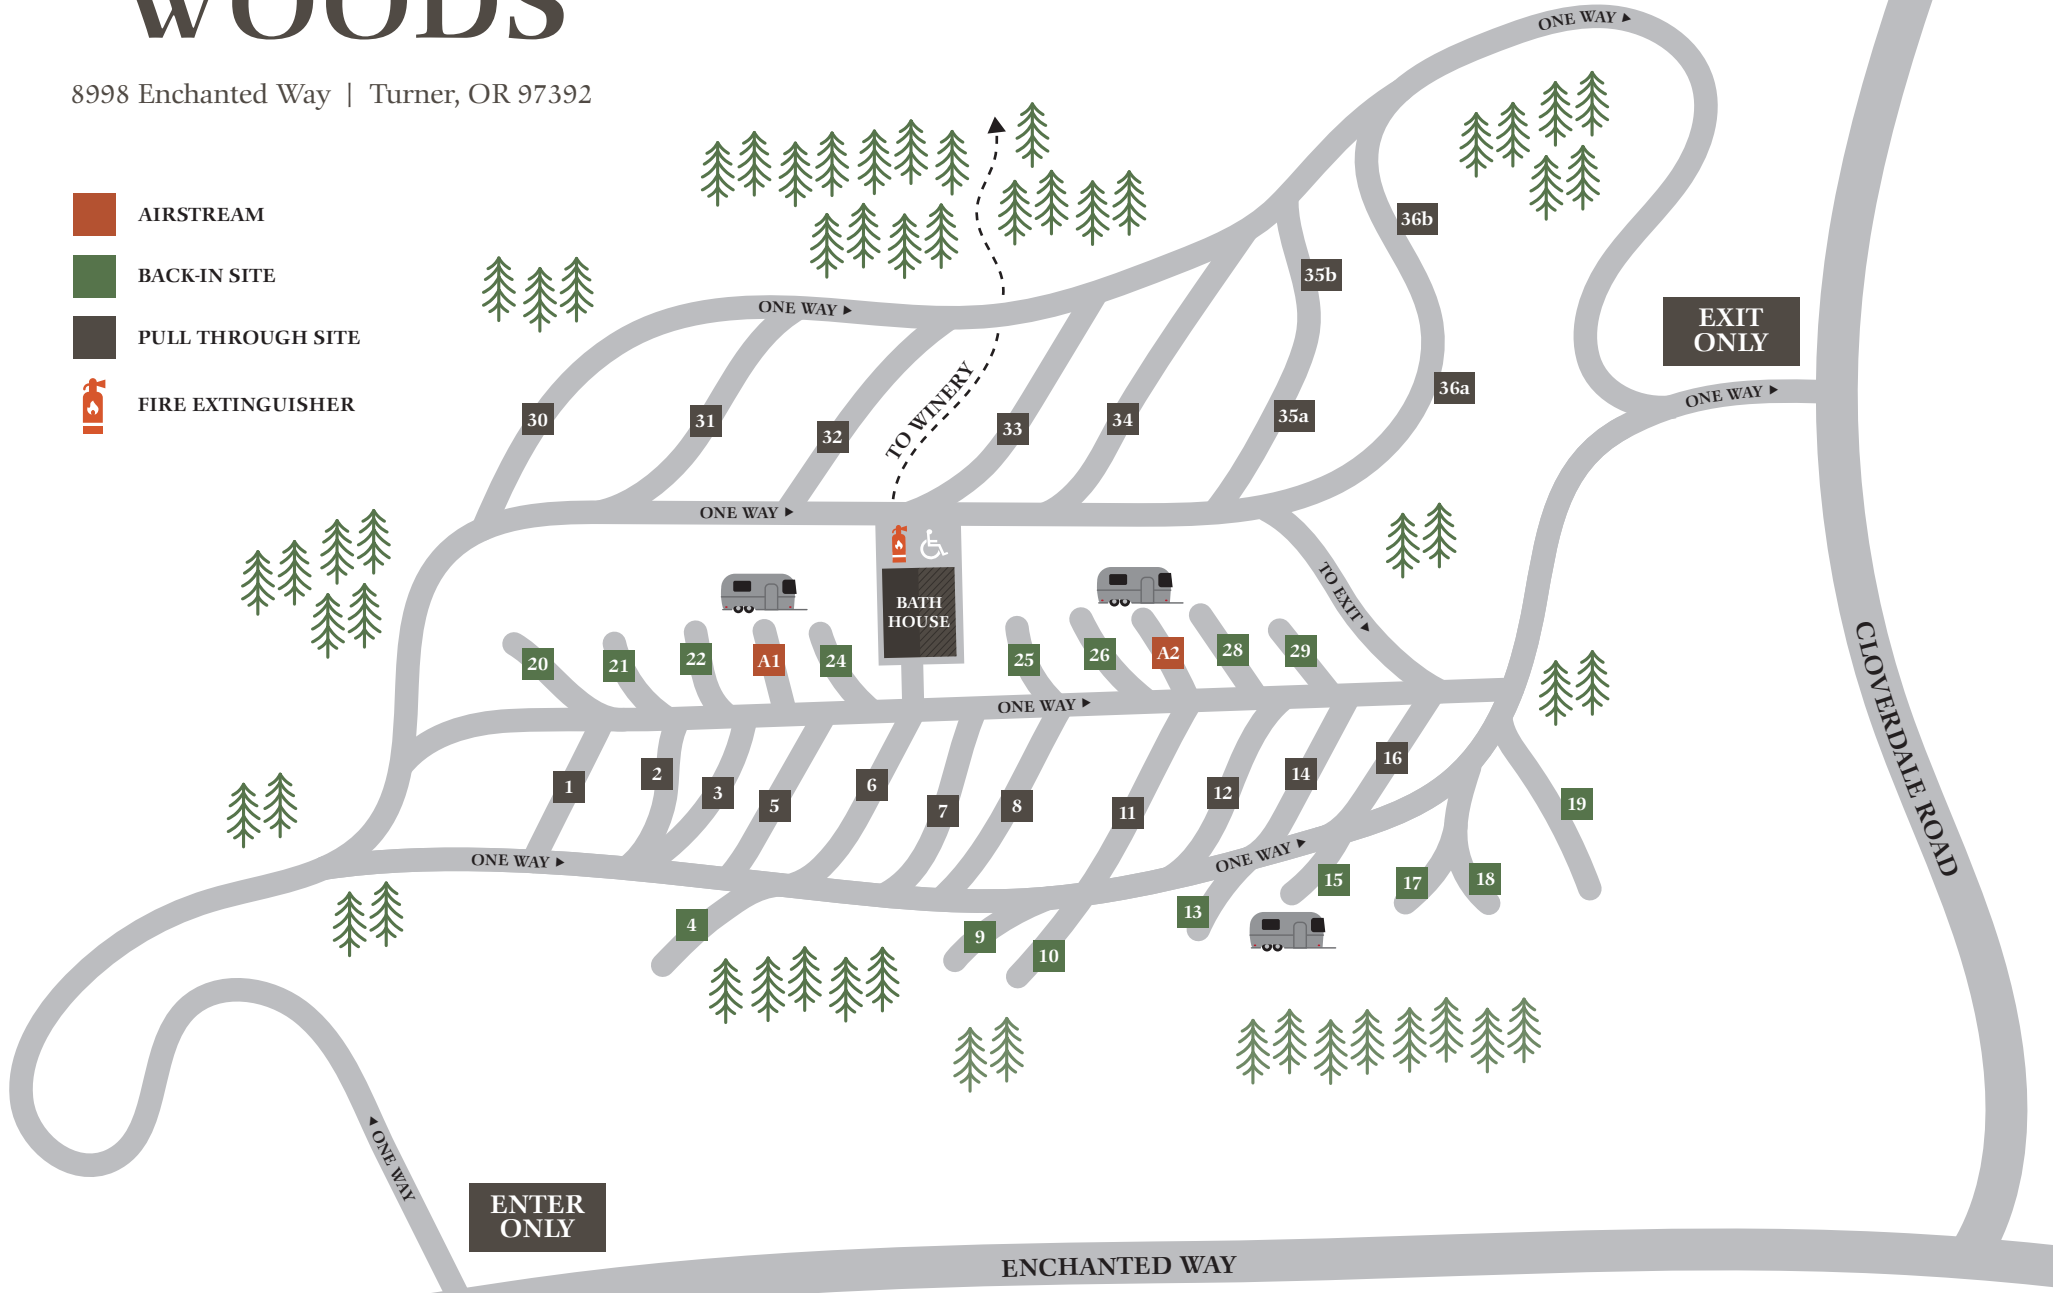 WOODS
8998 Enchanted Way | Turner, OR 97392
AIRSTREAM
BACK-IN SITE
PULL THROUGH SITE
FIRE EXTINGUISHER
ONE WAY
ONE WAY
36b
35b
EXIT
ONLY
36a
ONE WAY
30
31
32
TO WINERY
33
34
35a
ONE WAY
TO EXIT
BATH
HOUSE
20
21
22
A1
24
25
26
A2
28
29
ONE WAY
CLOVERDALE ROAD
1
2
3
5
6
7
8
11
12
14
16
19
ONE WAY
ONE WAY
4
9
10
13
15
17
18
ONE WAY
ENTER
ONLY
ENCHANTED WAY